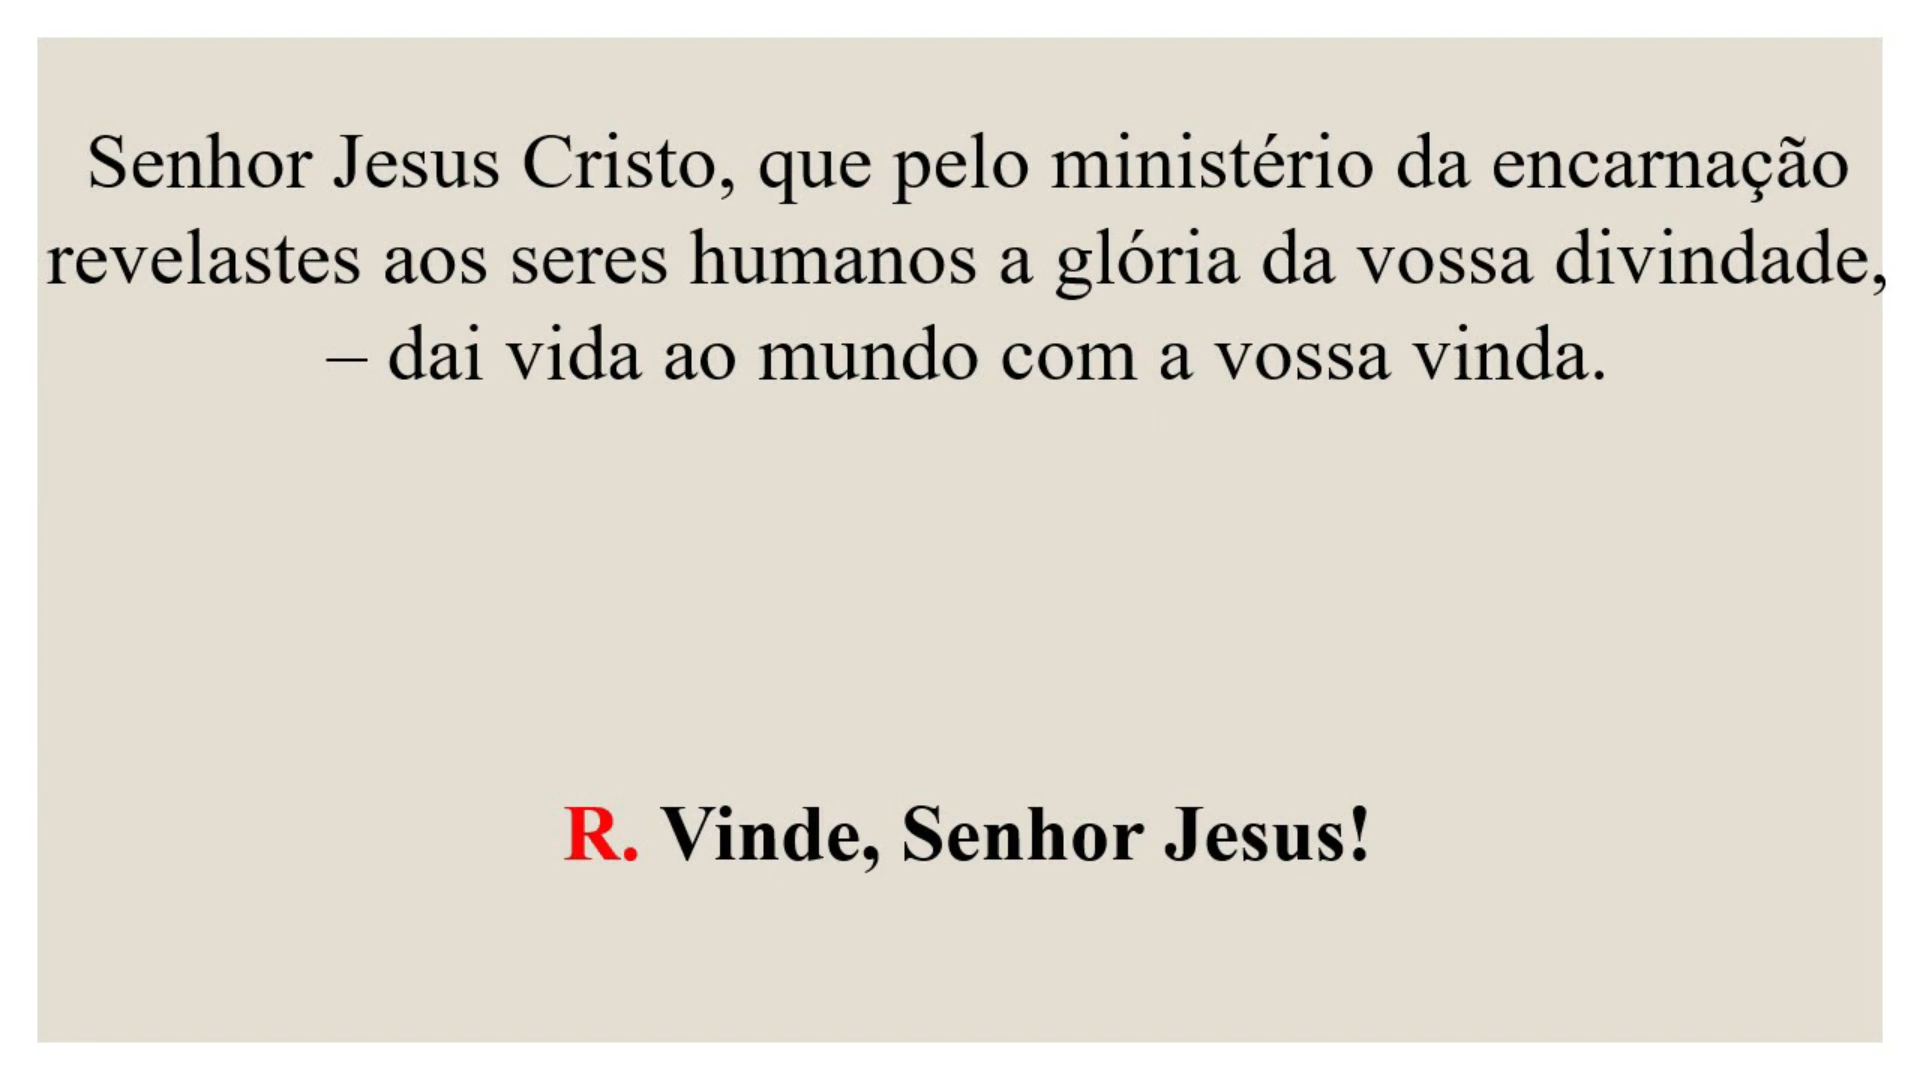 Senhor Jesus Cristo, que pelo ministério da encarnação
revelastes aos seres humanos a glória da vossa divindade,
– dai vida ao mundo com a vossa vinda.
R. Vinde, Senhor Jesus!